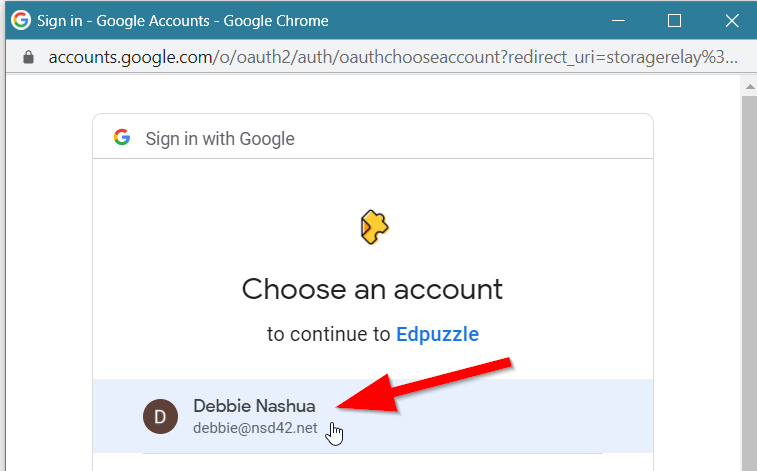 Sign in - Google Accounts - Google Chrome
accounts.google.com/o/oauth2/auth/oauthchooseaccount?redirect_uri=storagerelay%3...
Sign in with Google
Choose an account
to continue to Edpuzzle
D
Debbie Nashua
debbie@nsd42.net